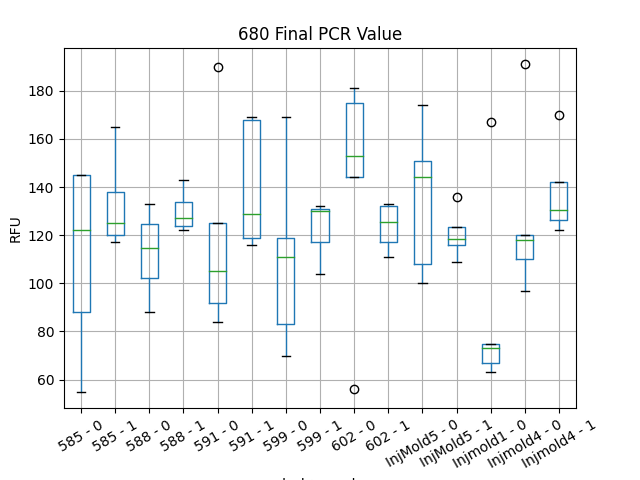 680 Final PCR Value
RFU
180
160
140
120
100
80
60
585 - 0
585 - 1
588 - 0
588 - 1
591 - 0
591 - 1
599 - 0
599 - 1
602 - 0
602 - 1
InjMold5 - 0
InjMold5 - 1
Injmold1 - 0
Injmold4 - 0
Injmold4 - 1